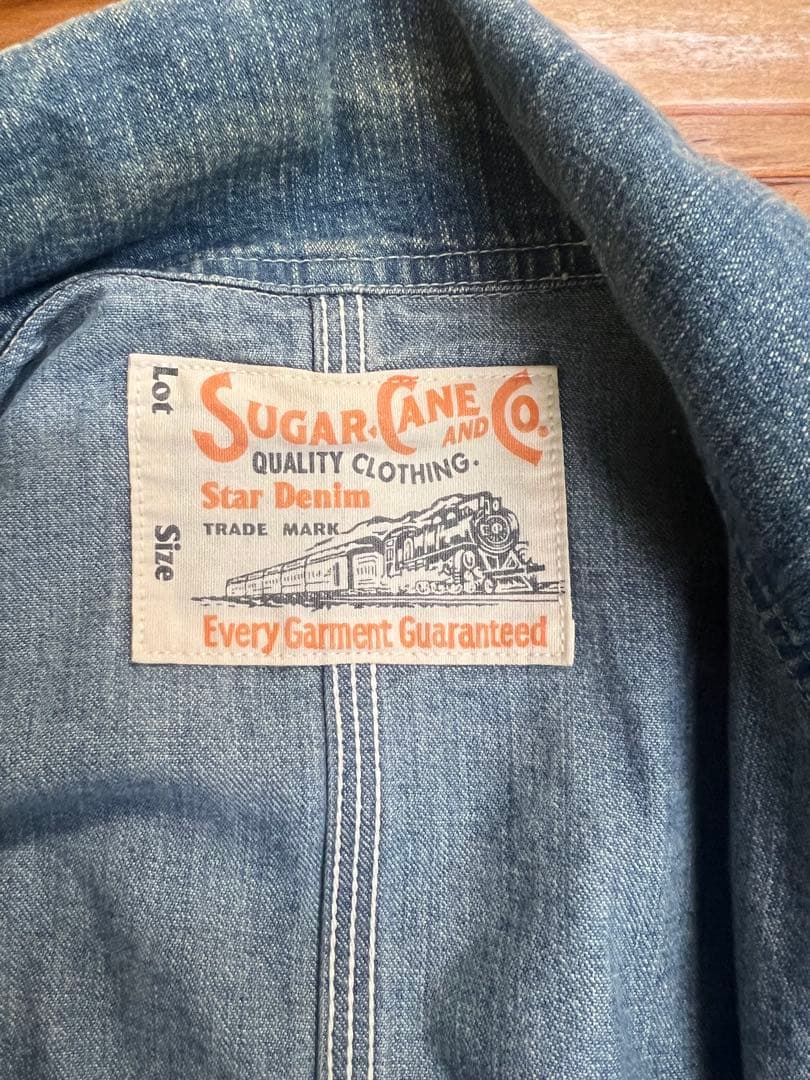 Lot
Size
SUGAR CANE AND CO.
QUALITY CLOTHING.
Star Denim
TRADE MARK
Every Garment Guaranteed